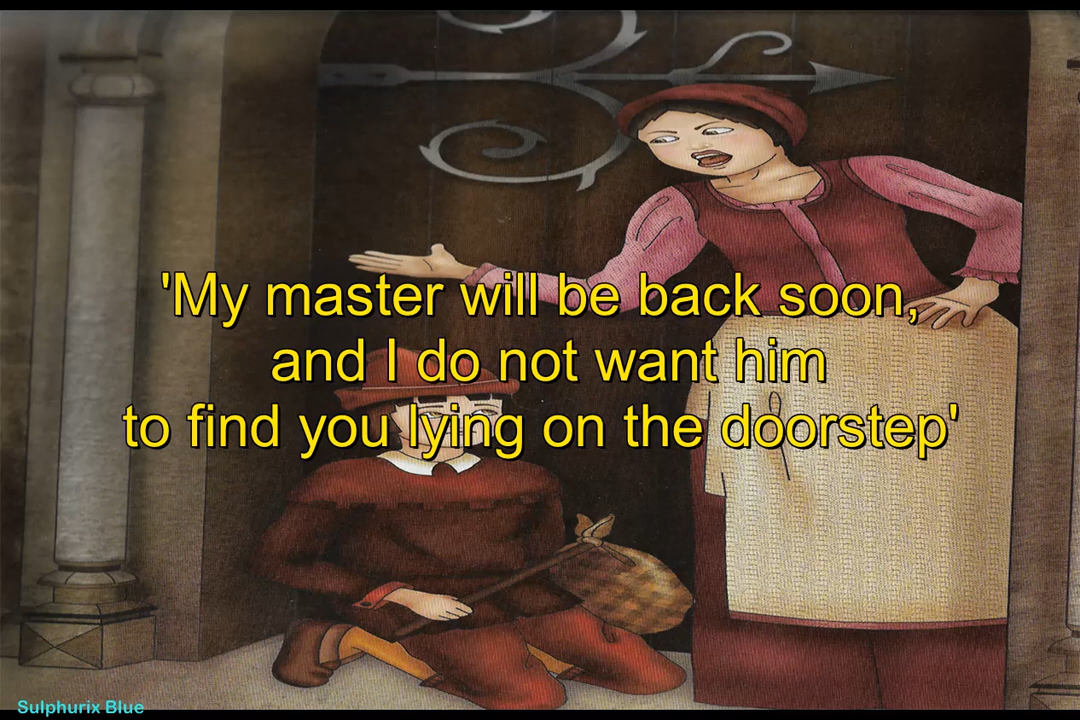 'My master will be back soon,
and I do not want him
to find you lying on the doorstep'
Sulphurix Blue